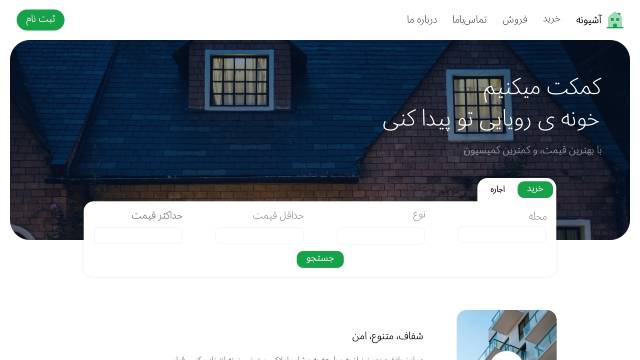 آشیونه
خرید
فروش
تماس‌باما
درباره ما
ثبت نام
کمکت میکنیم
خونه ی رویایی تو پیدا کنی
با بهترین قیمت، و کمترین کمیسیون
خرید
اجاره
محله
نوع
حداقل قیمت
حداکثر قیمت
جستجو
شفاف، متنوع، امن